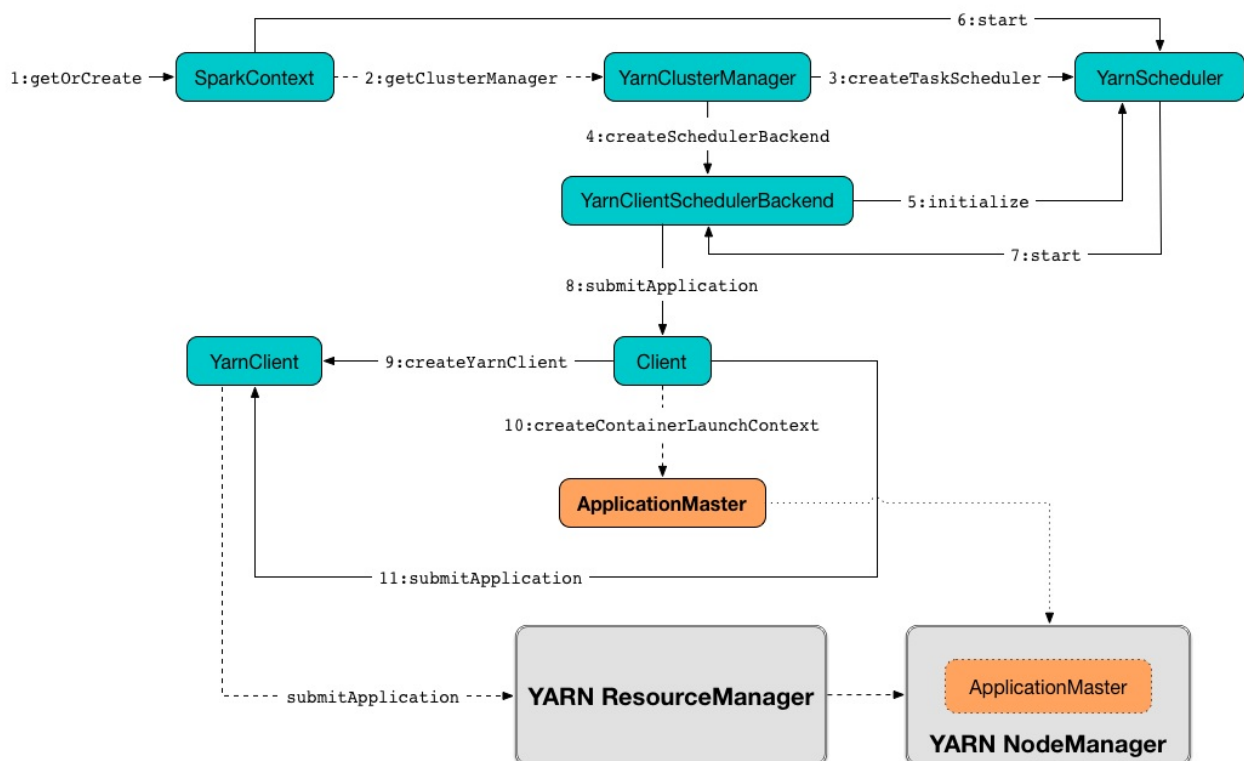 6:start
1:getOrCreate
SparkContext
2:getClusterManager
YarnClusterManager
3:createTaskScheduler
YarnScheduler
4:createSchedulerBackend
YarnClientSchedulerBackend
5:initialize
7:start
8:submitApplication
YarnClient
9:createYarnClient
Client
10:createContainerLaunchContext
ApplicationMaster
11:submitApplication
submitApplication
YARN ResourceManager
ApplicationMaster
YARN NodeManager